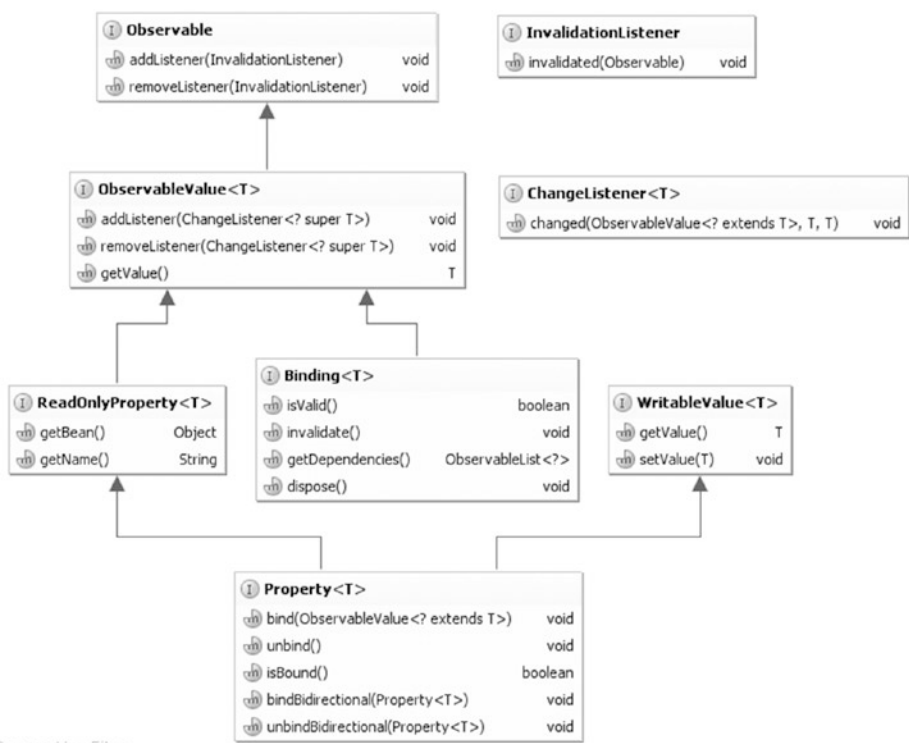 Observable
addListener(InvalidationListener) void
removeListener(InvalidationListener) void
InvalidationListener
invalidated(Observable) void
ObservableValue<T>
addListener(ChangeListener<? super T>) void
removeListener(ChangeListener<? super T>) void
getValue() T
ChangeListener<T>
changed(ObservableValue<? extends T>, T, T) void
ReadOnlyProperty<T>
getBean() Object
getName() String
Binding<T>
isValid() boolean
invalidate() void
getDependencies() ObservableList<?>
dispose() void
WritableValue<T>
getValue() T
setValue(T) void
Property<T>
bind(ObservableValue<? extends T>) void
unbind() void
isBound() boolean
bindBidirectional(Property<T>) void
unbindBidirectional(Property<T>) void